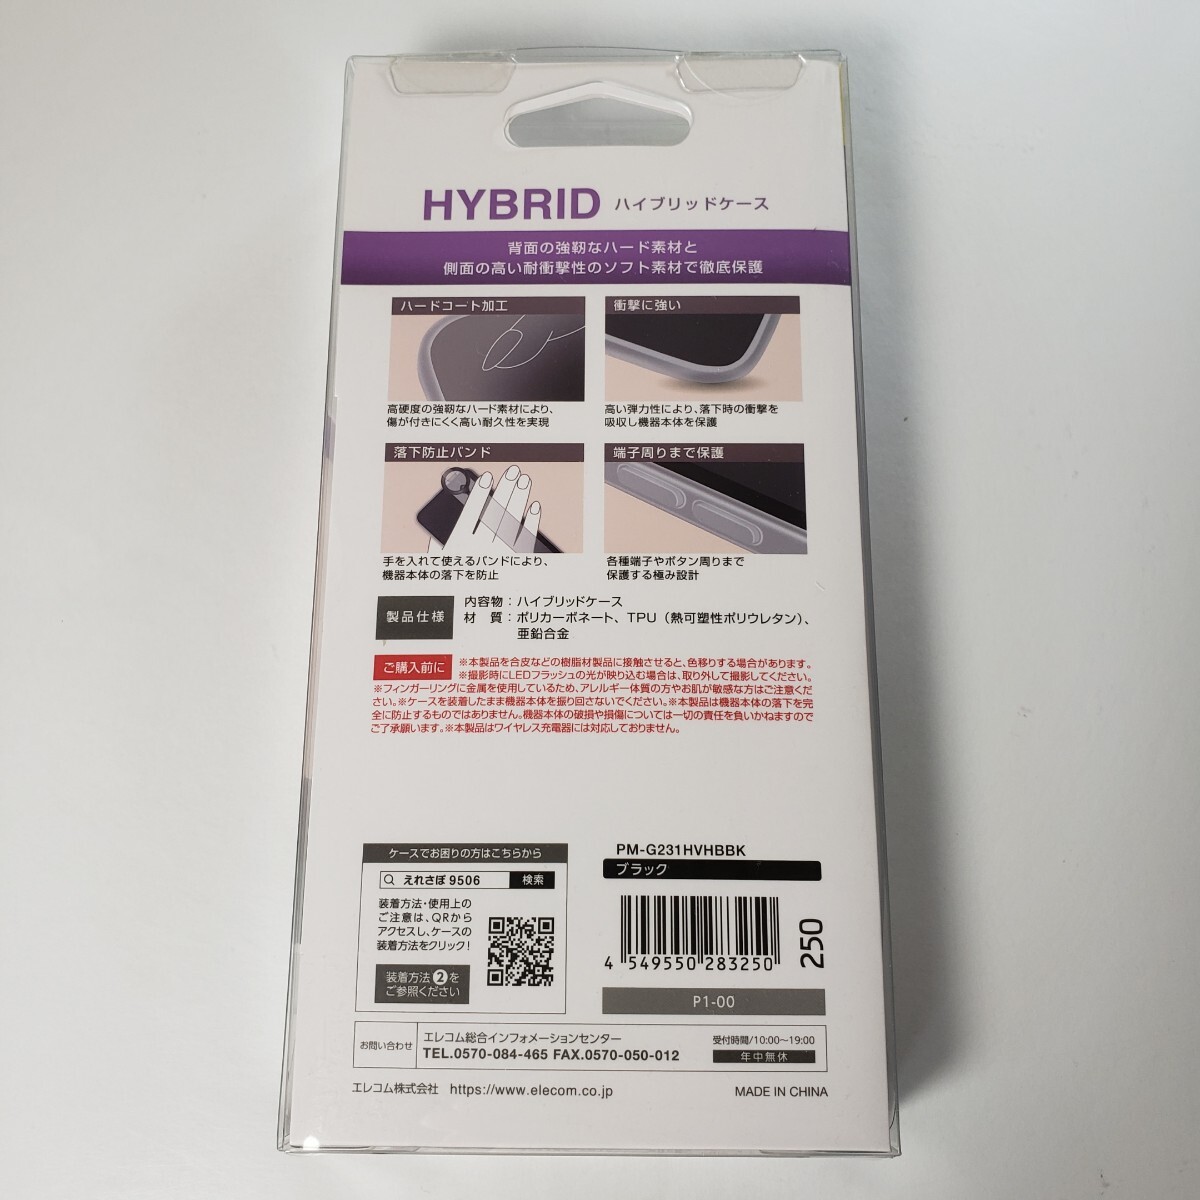 HYBRID ハイブリッドケース
背面の強靭なハード素材と
側面の高い耐衝撃性のソフト素材で徹底保護
ハードコート加工
高硬度の強靭なハード素材により、
傷が付きにくく高い耐久性を実現
衝撃に強い
高い弾力性により、落下時の衝撃を
吸収し機器本体を保護
落下防止バンド
手を入れて使えるバンドにより、
機器本体の落下を防止
端子周りまで保護
各種端子やボタン周りまで
保護する極み設計
製品仕様
内容物：ハイブリッドケース
材　質：ポリカーボネート、TPU（熱可塑性ポリウレタン）、
亜鉛合金
ご購入前に
※本製品を合皮などの樹脂材製品に接触させると、色移りする場合があります。
※撮影時にLEDフラッシュの光が映り込む場合は、取り外して撮影してください。
※フィンガーリングに金属を使用しているため、アレルギー体質の方やお肌が敏感な方はご注意くだ
さい。※ケースを装着したまま機器本体を振り回さないでください。※本製品は機器本体の落下を完
全に防止するものではありません。機器本体の破損や損傷については一切の責任を負いかねますので
ご了承願います。※本製品はワイヤレス充電器には対応しておりません。
ケースでお困りの方はこちらから
えれさぽ 9506 検索
装着方法・使用上の
ご注意は、QRから
アクセスし、ケースの
装着方法をクリック!
装着方法❷を
ご参照ください
PM-G231HVHBBK
ブラック
4 549550 283250
250
P1-00
お問い合わせ
エレコム総合インフォメーションセンター
TEL.0570-084-465 FAX.0570-050-012
受付時間/10:00〜19:00
年中無休
エレコム株式会社 https://www.elecom.co.jp
MADE IN CHINA